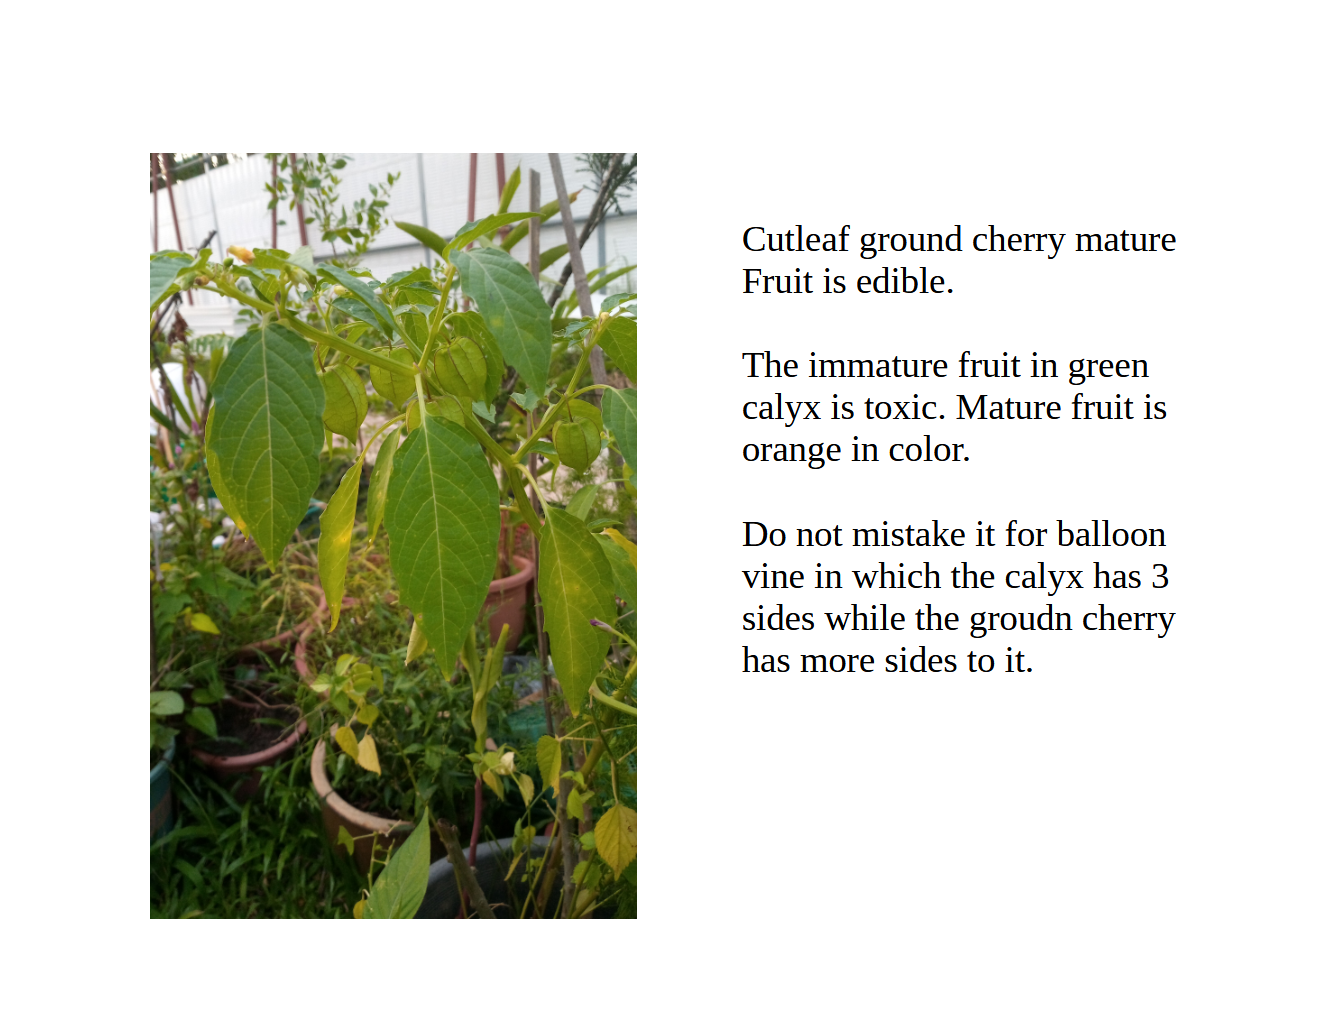 Cutleaf ground cherry mature
Fruit is edible.
The immature fruit in green
calyx is toxic. Mature fruit is
orange in color.
Do not mistake it for balloon
vine in which the calyx has 3
sides while the groudn cherry
has more sides to it.